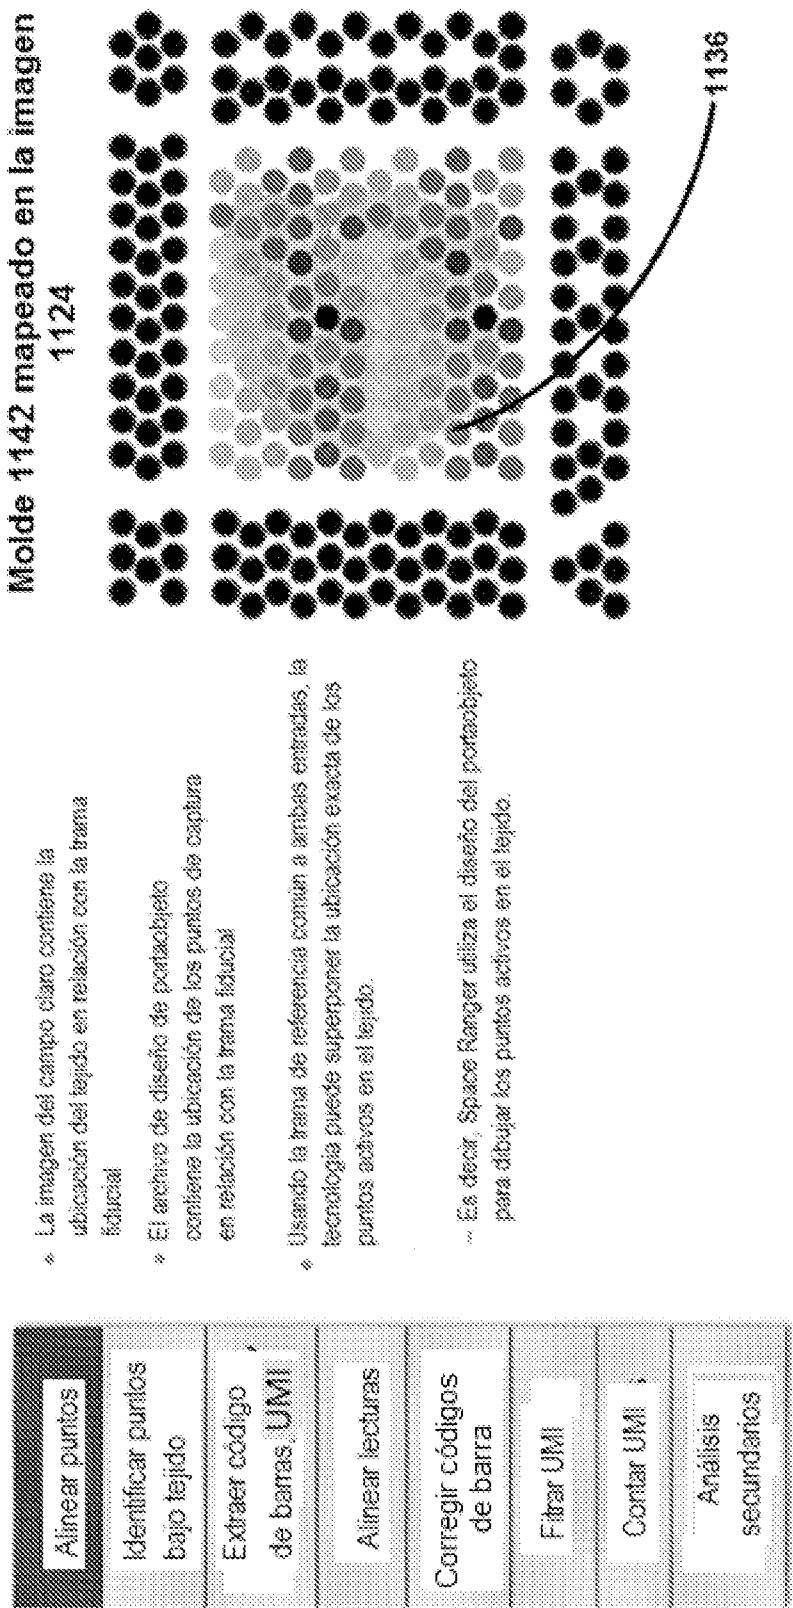 Alinear puntos
Identificar puntos
bajo tejido
Extraer código
de barras, UMI
Alinear lecturas
Corregir códigos
de barra
Filtrar UMI
Contar UMI
Análisis
secundarios
• La imagen del campo claro contiene la
ubicación del tejido en relación con la trama
fiducial
• El archivo de diseño de portaobjeto
contiene la ubicación de los puntos de captura
en relación con la trama fiducial
• Usando la trama de referencia común a ambas entradas, la
tecnología puede superponer la ubicación exacta de los
puntos activos en el tejido.
– Es decir, Space Ranger utiliza el diseño del portaobjeto
para dibujar los puntos activos en el tejido.
Molde 1142 mapeado en la imagen
1124
1136